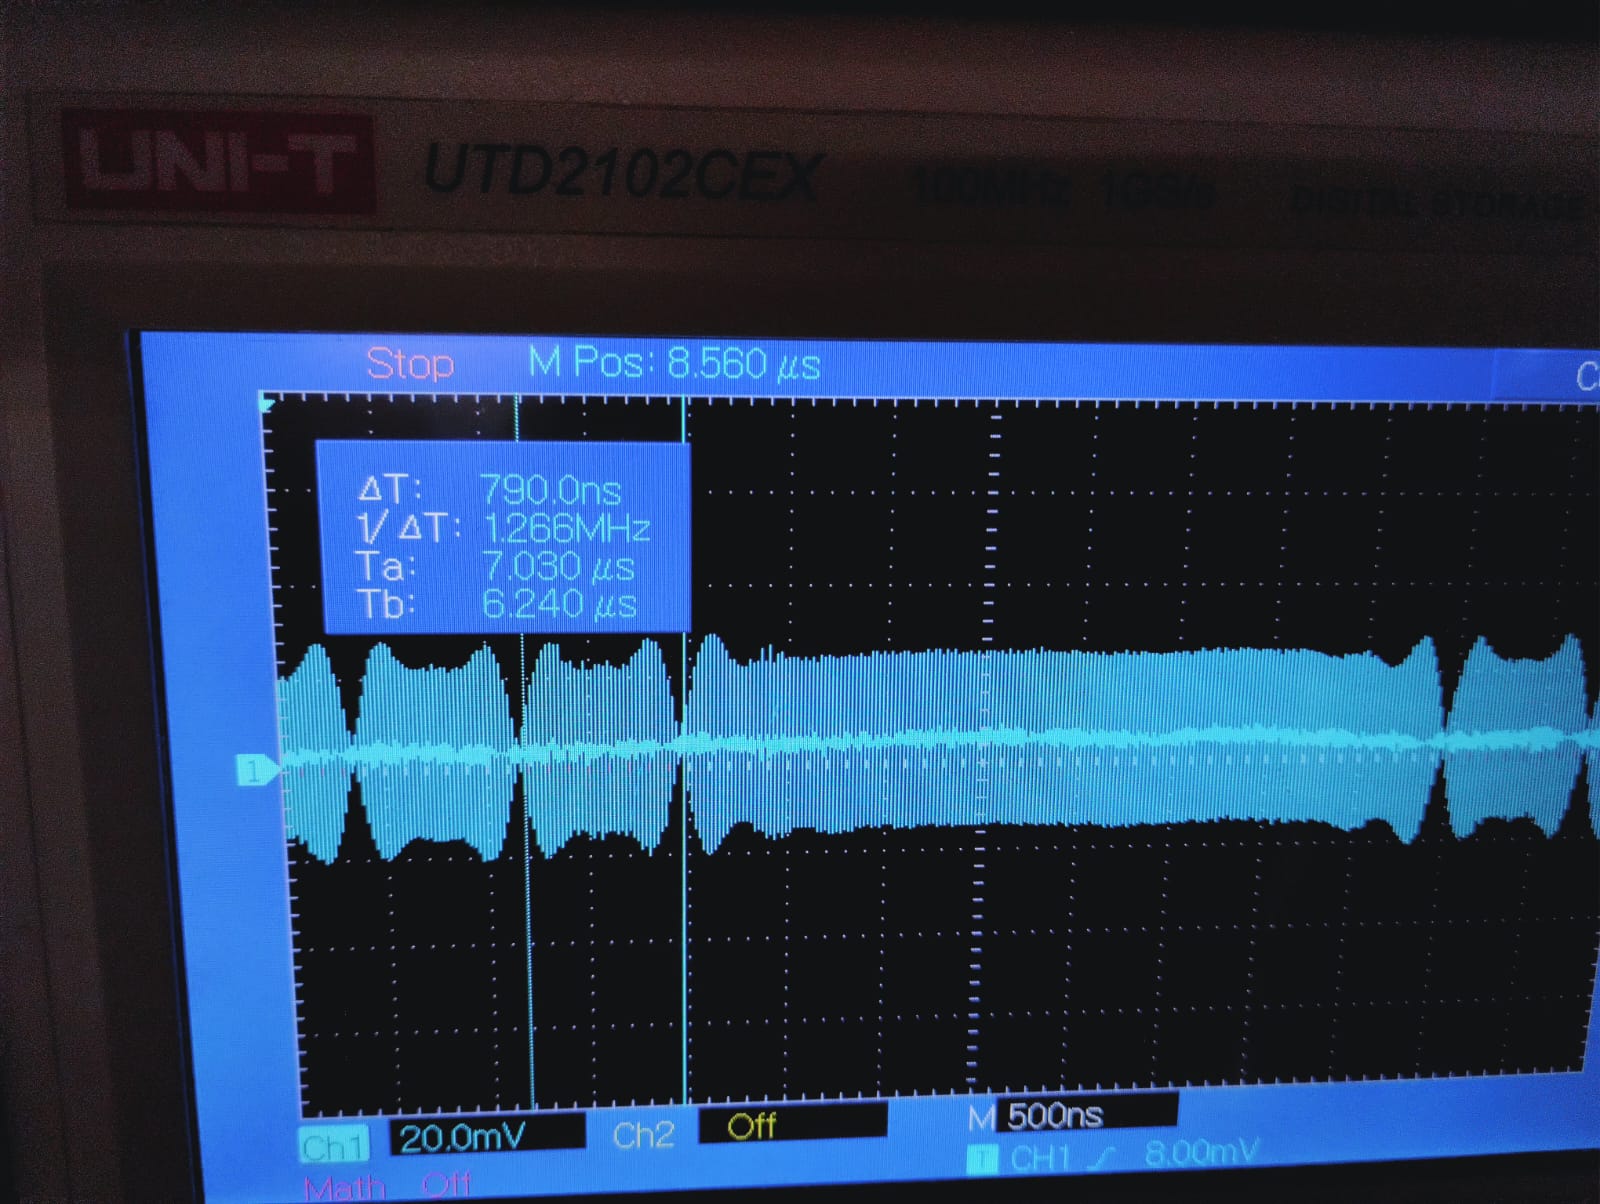 UNI-T UTD2102CEX 100MHz 1GS/s DIGITAL STORAGE
Stop M Pos: 8.560 μs
ΔT: 790.0ns
1/ΔT: 1.266MHz
Ta: 7.030 μs
Tb: 6.240 μs
1
Ch1 20.0mV Ch2 Off M 500ns
Math Off CH1 8.00mV